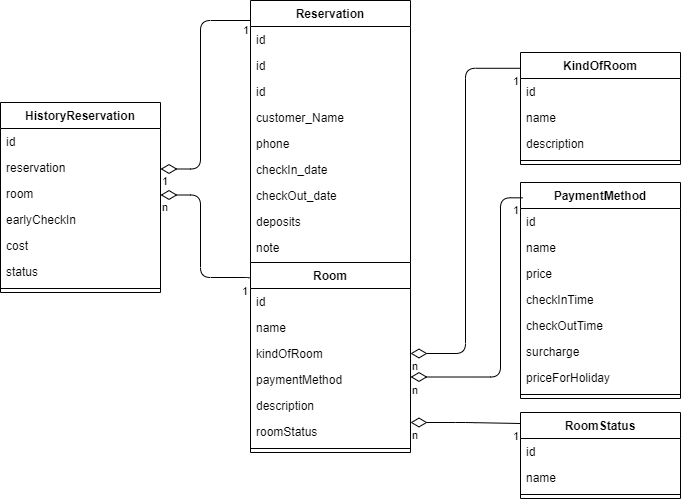 Reservation
id
id
id
customer_Name
phone
checkIn_date
checkOut_date
deposits
note
1
HistoryReservation
id
reservation
room
earlyCheckIn
cost
status
1
n
Room
id
name
kindOfRoom
paymentMethod
description
roomStatus
1
n
n
n
KindOfRoom
id
name
description
1
PaymentMethod
id
name
price
checkInTime
checkOutTime
surcharge
priceForHoliday
1
RoomStatus
id
name
1